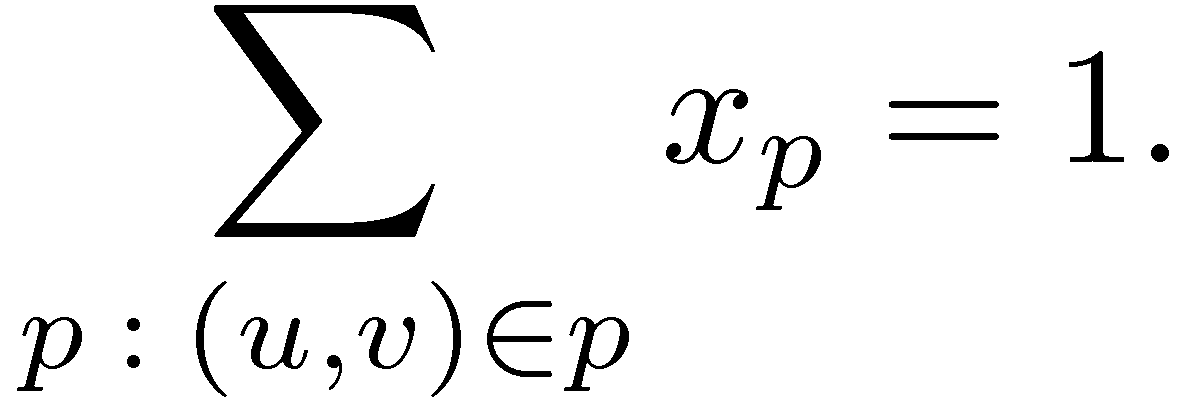 ∑ x_p = 1.
p : (u,v)∈p